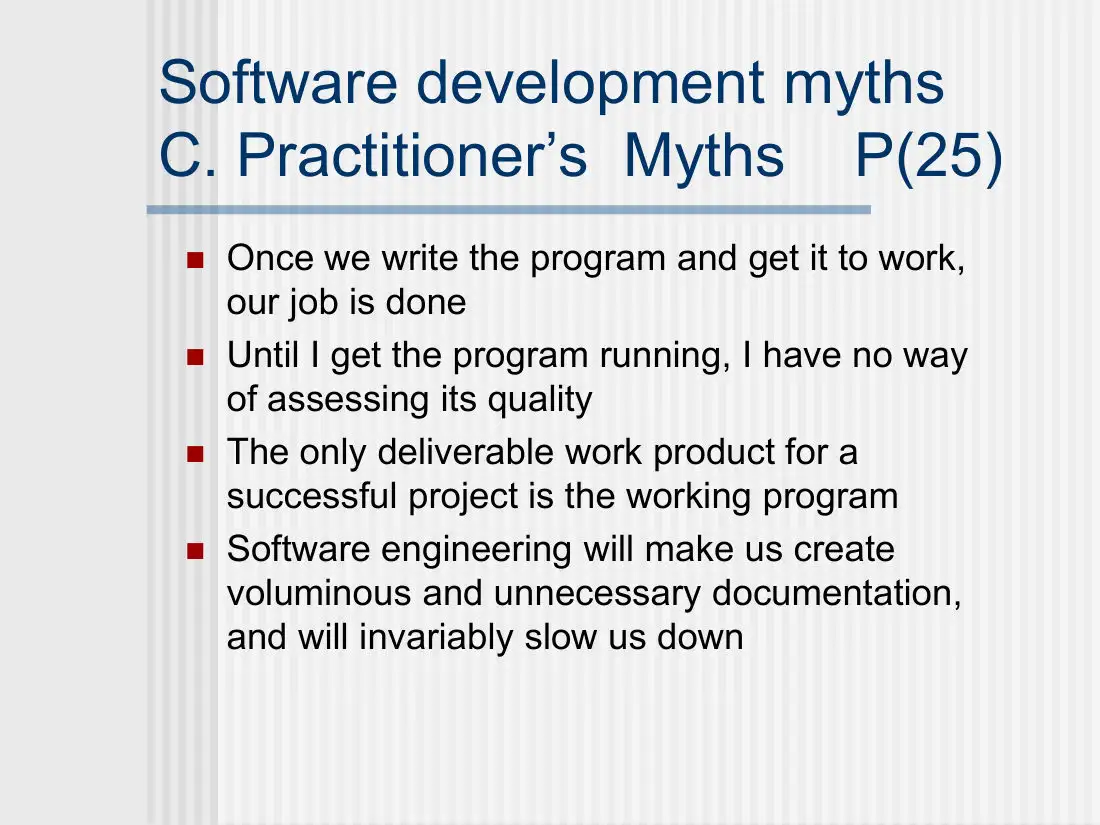 Software development myths
C. Practitioner’s Myths P(25)
Once we write the program and get it to work,
our job is done
Until I get the program running, I have no way
of assessing its quality
The only deliverable work product for a
successful project is the working program
Software engineering will make us create
voluminous and unnecessary documentation,
and will invariably slow us down